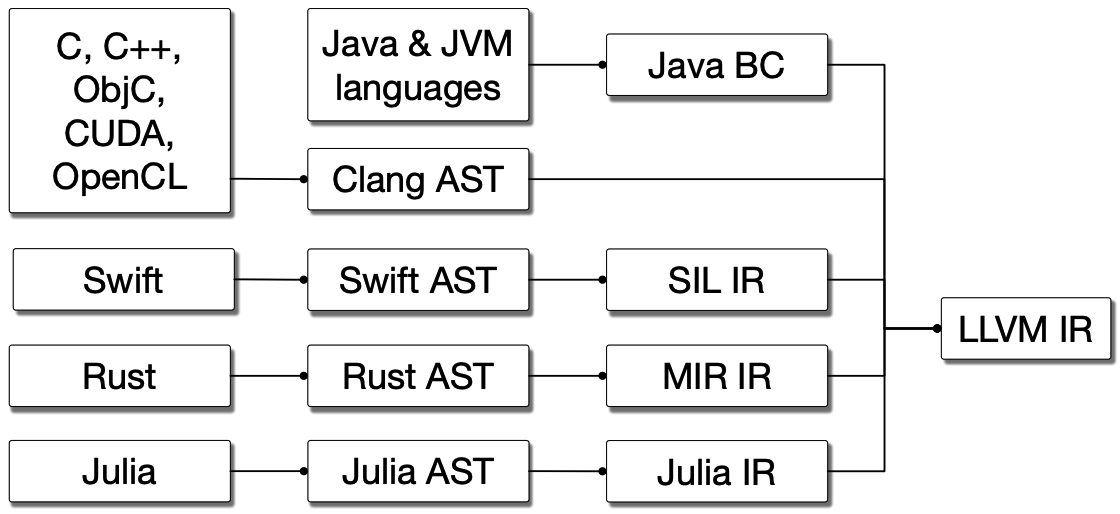 C, C++,
ObjC,
CUDA,
OpenCL
Java & JVM
languages
Java BC
Clang AST
Swift
Swift AST
SIL IR
LLVM IR
Rust
Rust AST
MIR IR
Julia
Julia AST
Julia IR